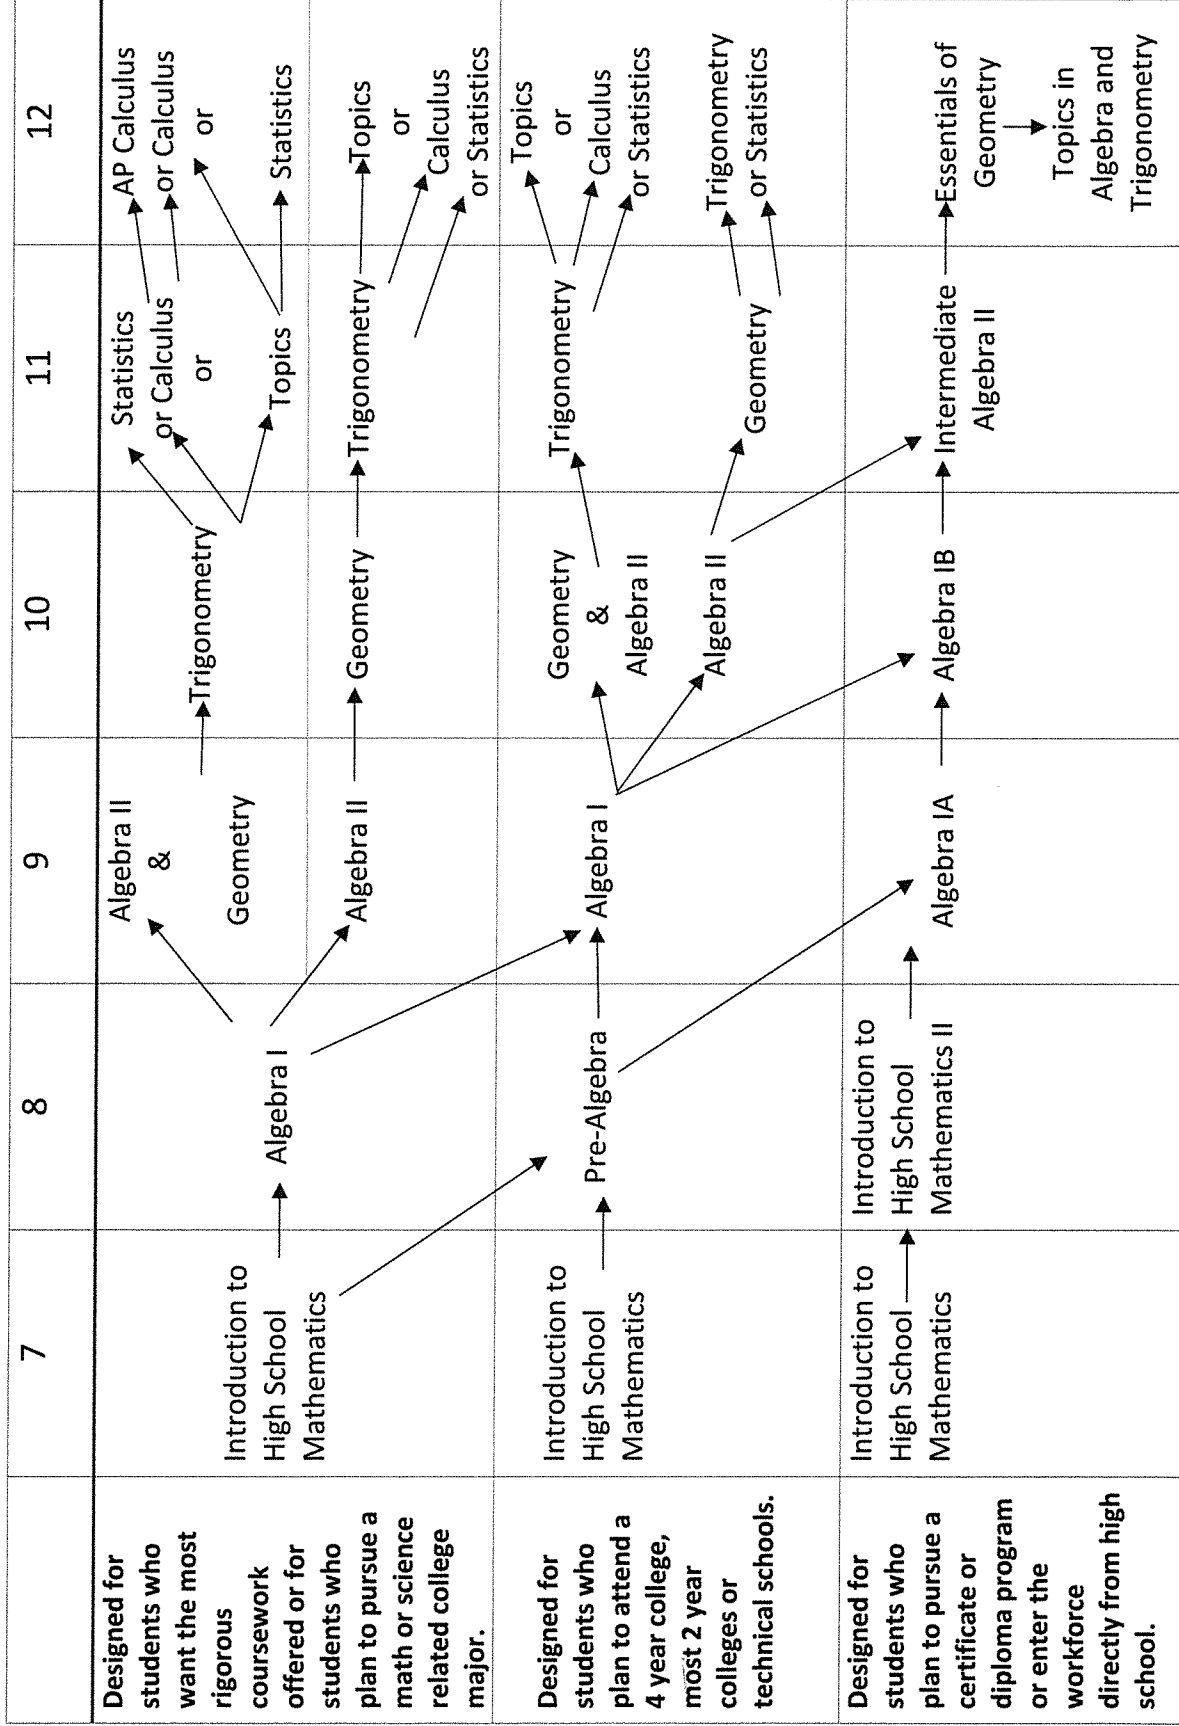 7
8
9
10
11
12
Designed for
students who
want the most
rigorous
coursework
offered or for
students who
plan to pursue a
math or science
related college
major.
Introduction to
High School
Mathematics
Algebra I
Algebra II
&
Geometry
Trigonometry
Statistics
or Calculus
or
Topics
AP Calculus
or Calculus
or
Statistics
Algebra II
Geometry
Trigonometry
Topics
or
Calculus
or Statistics
Designed for
students who
plan to attend a
4 year college,
most 2 year
colleges or
technical schools.
Introduction to
High School
Mathematics
Pre-Algebra
Algebra I
Geometry
&
Algebra II
Trigonometry
Topics
or
Calculus
or Statistics
Algebra II
Geometry
Trigonometry
or Statistics
Designed for
students who
plan to pursue a
certificate or
diploma program
or enter the
workforce
directly from high
school.
Introduction to
High School
Mathematics
Introduction to
High School
Mathematics II
Algebra IA
Algebra IB
Intermediate
Algebra II
Essentials of
Geometry
Topics in
Algebra and
Trigonometry